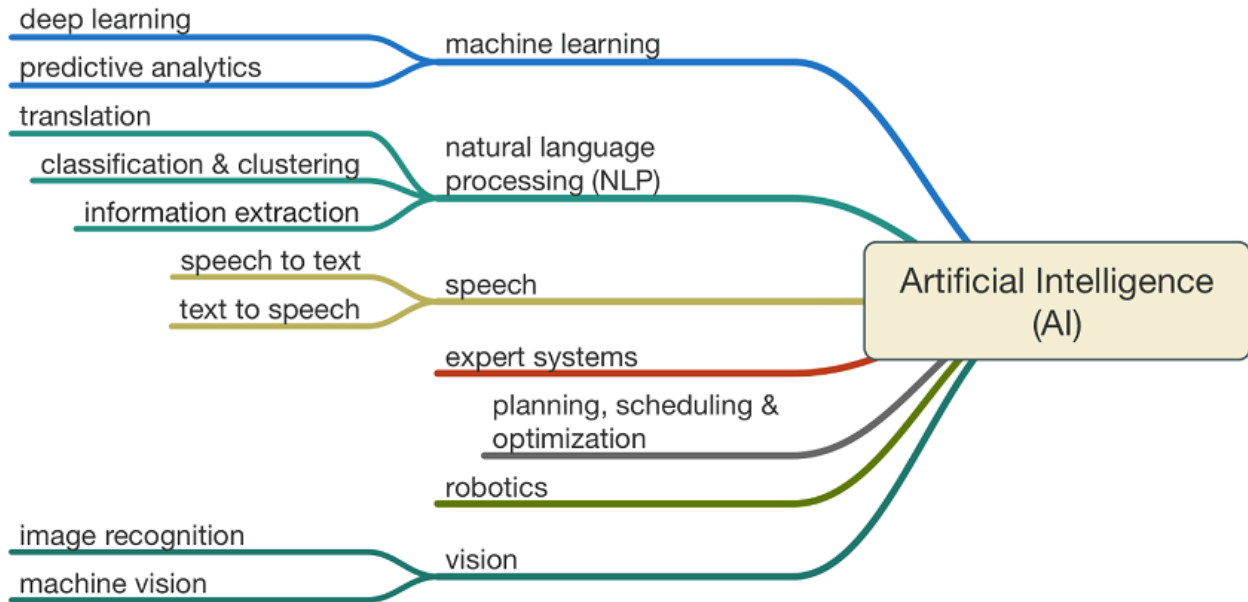 deep learning
machine learning
predictive analytics
translation
natural language
processing (NLP)
classification & clustering
information extraction
speech to text
speech
text to speech
Artificial Intelligence
(AI)
expert systems
planning, scheduling &
optimization
robotics
image recognition
vision
machine vision